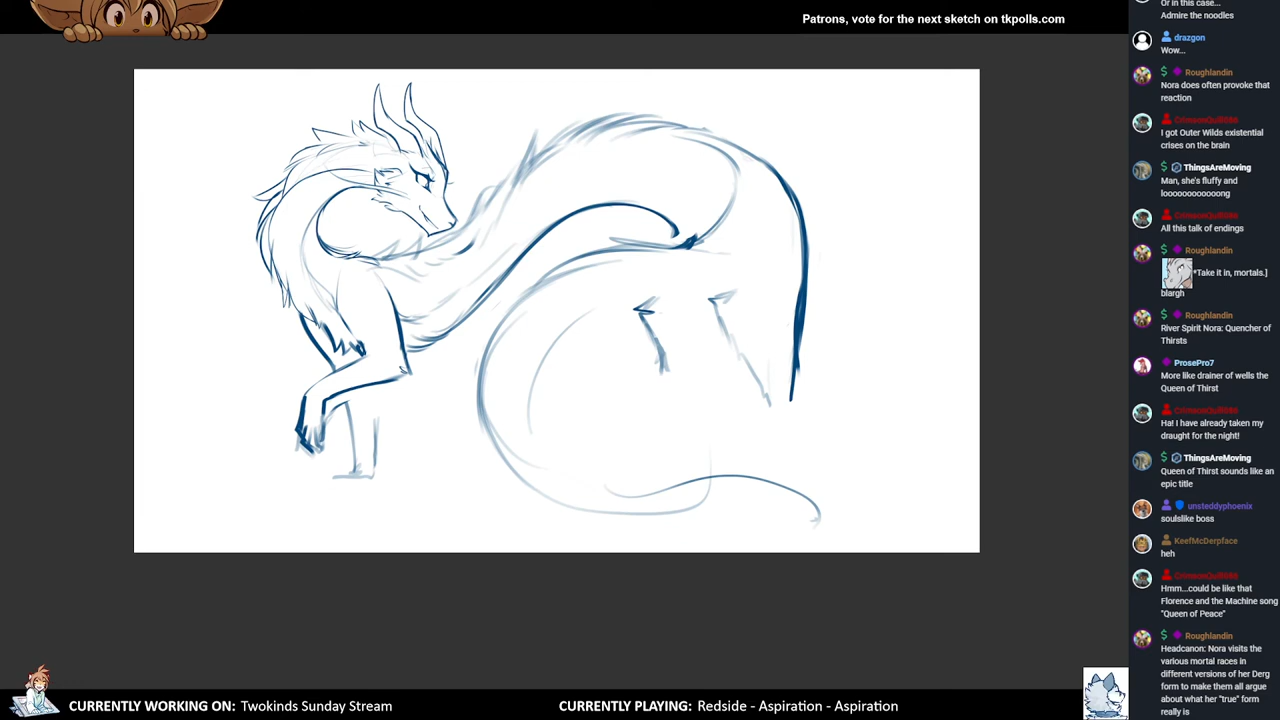 Patrons, vote for the next sketch on tkpolls.com
Or in this case...
Admire the noodles
drazgon
Wow...
$ Roughlandin
Nora does often provoke that
reaction
I got Outer Wilds existential
crises on the brain
ThingsAreMoving
Man, she's fluffy and
looooooooooong
All this talk of endings
$ Roughlandin
*Take it in, mortals.]
blargh
$ Roughlandin
River Spirit Nora: Quencher of
Thirsts
ProsePro7
More like drainer of wells the
Queen of Thirst
Ha! I have already taken my
draught for the night!
ThingsAreMoving
Queen of Thirst sounds like an
epic title
unsteddyphoenix
soulslike boss
KeefMcDerpface
heh
Hmm...could be like that
Florence and the Machine song
"Queen of Peace"
$ Roughlandin
Headcanon: Nora visits the
various mortal races in
different versions of her Derg
form to make them all argue
about what her "true" form
really is
CURRENTLY WORKING ON: Twokinds Sunday Stream
CURRENTLY PLAYING: Redside - Aspiration - Aspiration